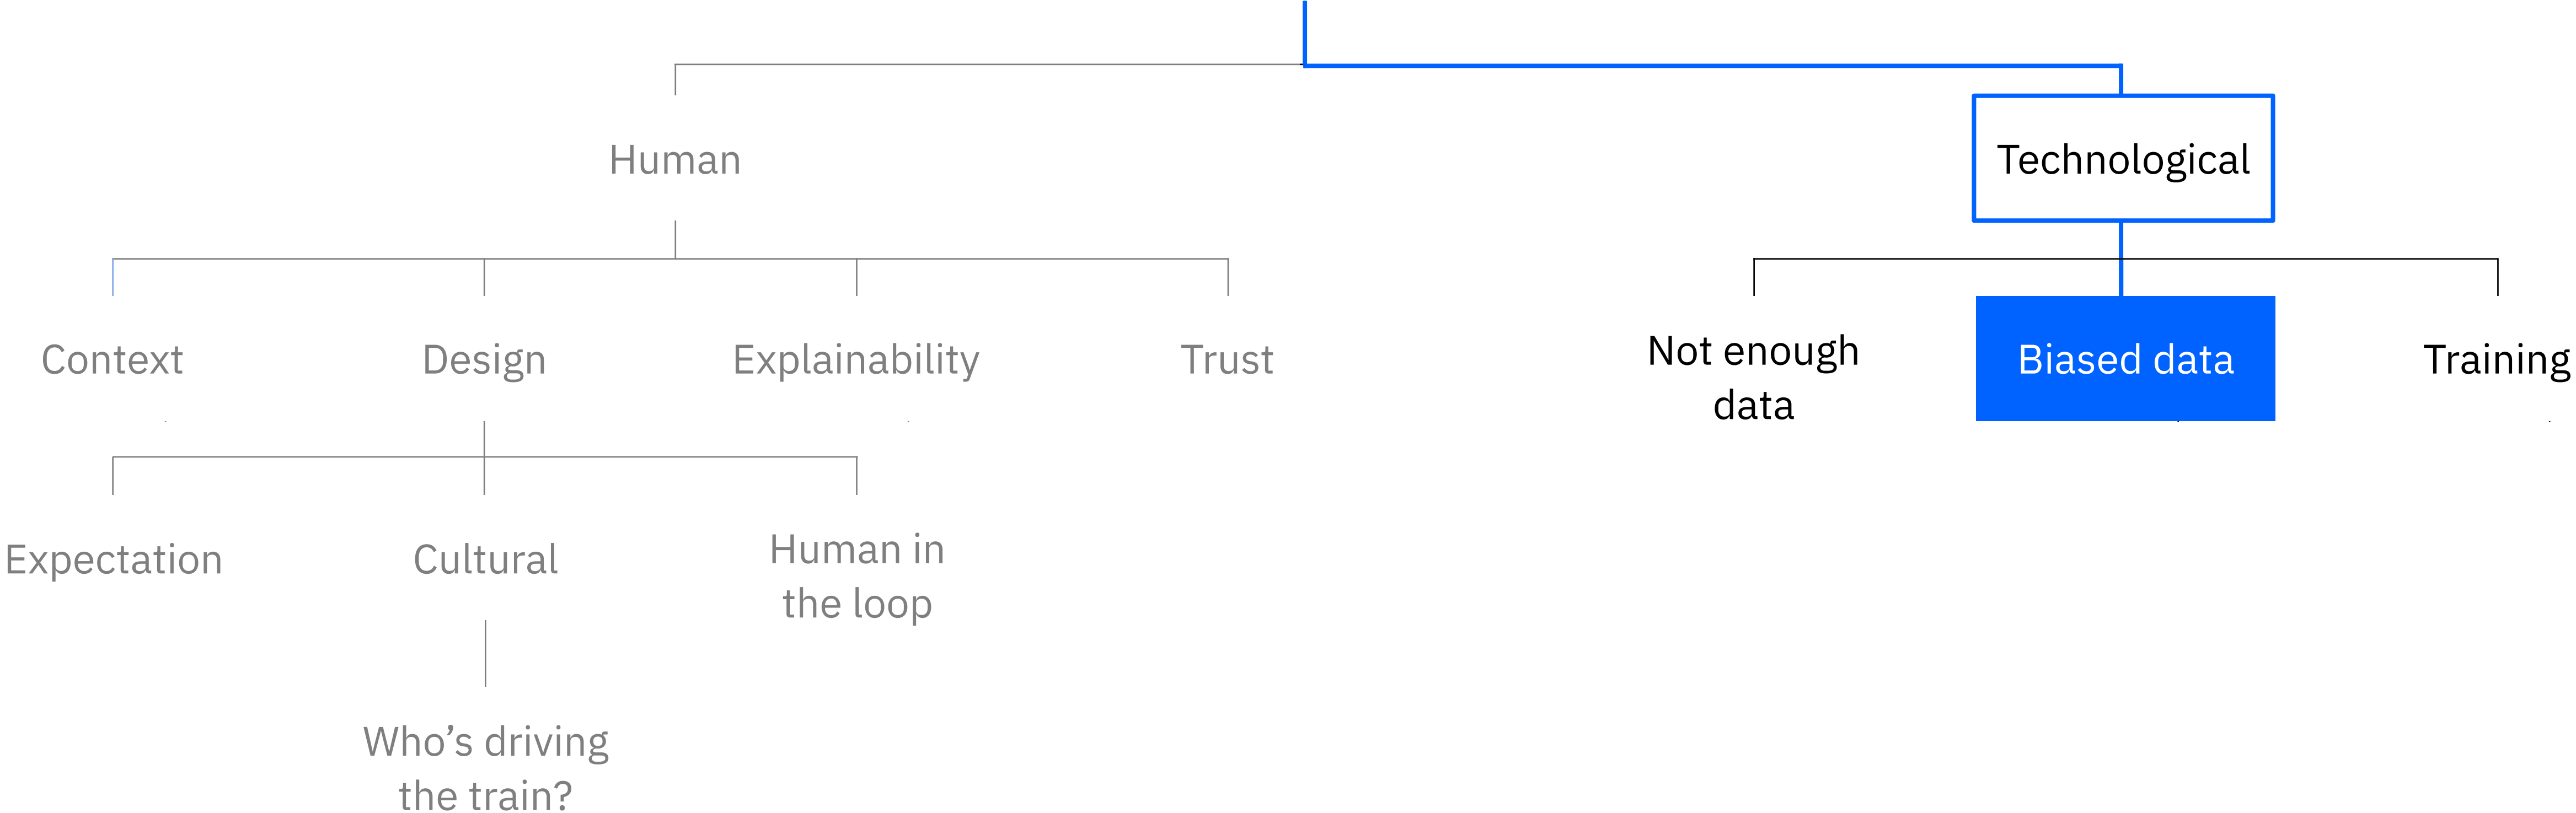 Human
Technological
Context
Design
Explainability
Trust
Not enough
data
Biased data
Training
Expectation
Cultural
Human in
the loop
Who’s driving
the train?